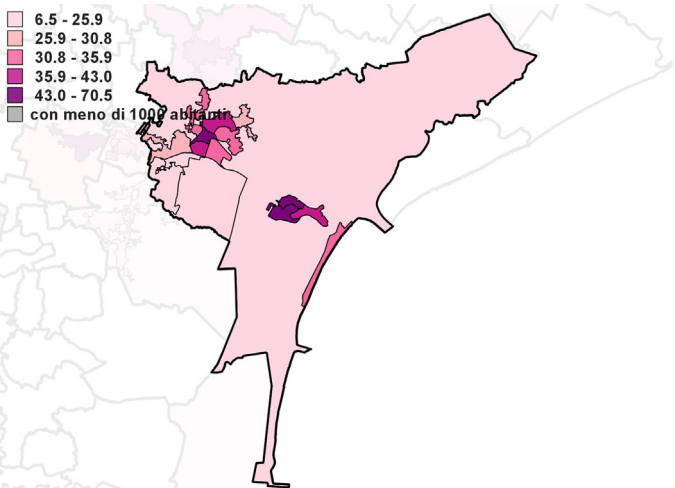 6.5 - 25.9
25.9 - 30.8
30.8 - 35.9
35.9 - 43.0
43.0 - 70.5
con meno di 1000 abitanti